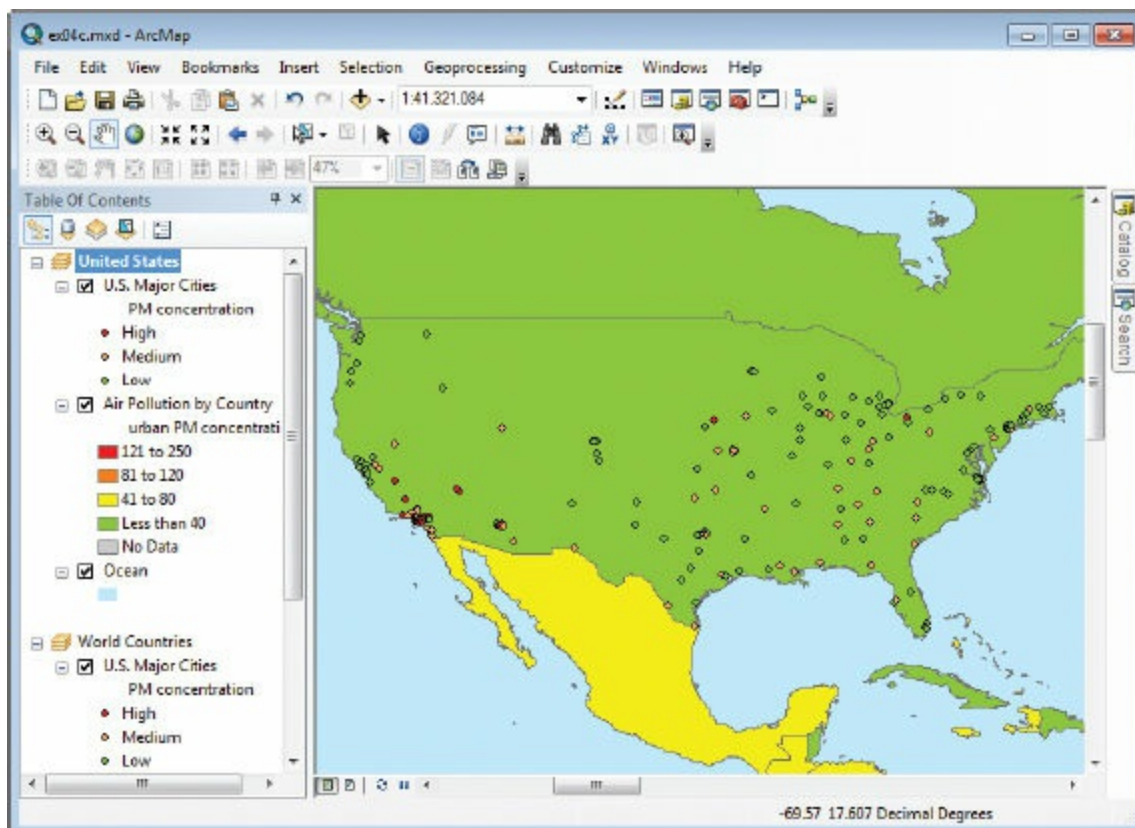 ex04c.mxd - ArcMap
File Edit View Bookmarks Insert Selection Geoprocessing Customize Windows Help
1:41.321.084
47%
Table Of Contents
United States
U.S. Major Cities
PM concentration
High
Medium
Low
Air Pollution by Country
urban PM concentrati
121 to 250
81 to 120
41 to 80
Less than 40
No Data
Ocean
World Countries
U.S. Major Cities
PM concentration
High
Medium
Low
Catalog
Search
-69.57 17.607 Decimal Degrees